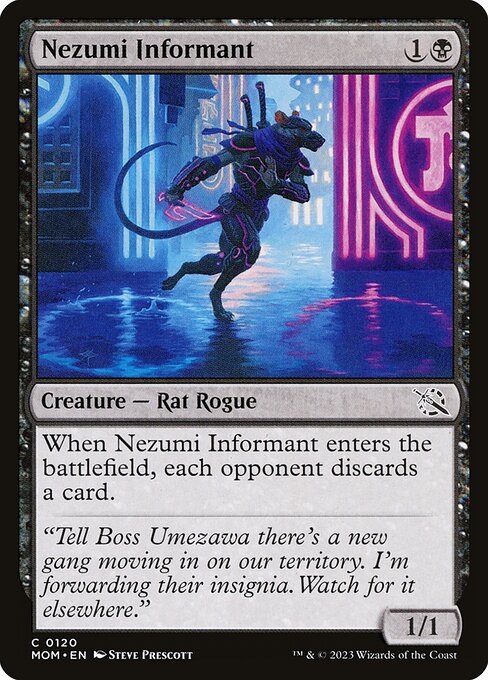 Nezumi Informant 1
Creature — Rat Rogue
When Nezumi Informant enters the
battlefield, each opponent discards
a card.
“Tell Boss Umezawa there’s a new
gang moving in on our territory. I’m
forwarding their insignia. Watch for it
elsewhere.”
1/1
C 0120
MOM • EN Steve Prescott
™ & © 2023 Wizards of the Coast